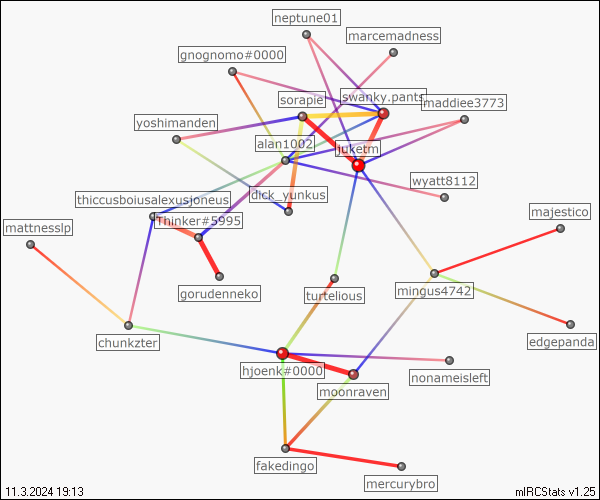 neptune01
marcemadness
gnognomo#0000
sorapie
swanky.pants
maddiee3773
yoshimanden
alan1002
juketm
wyatt8112
dick_yunkus
thiccusboiusalexusjoneus
Thinker#5995
majestico
mattnesslp
gorudenneko
turtelious
mingus4742
chunkzter
edgepanda
hjoenk#0000
nonameisleft
moonraven
fakedingo
mercurybro
11.3.2024 19:13
mIRCStats v1.25